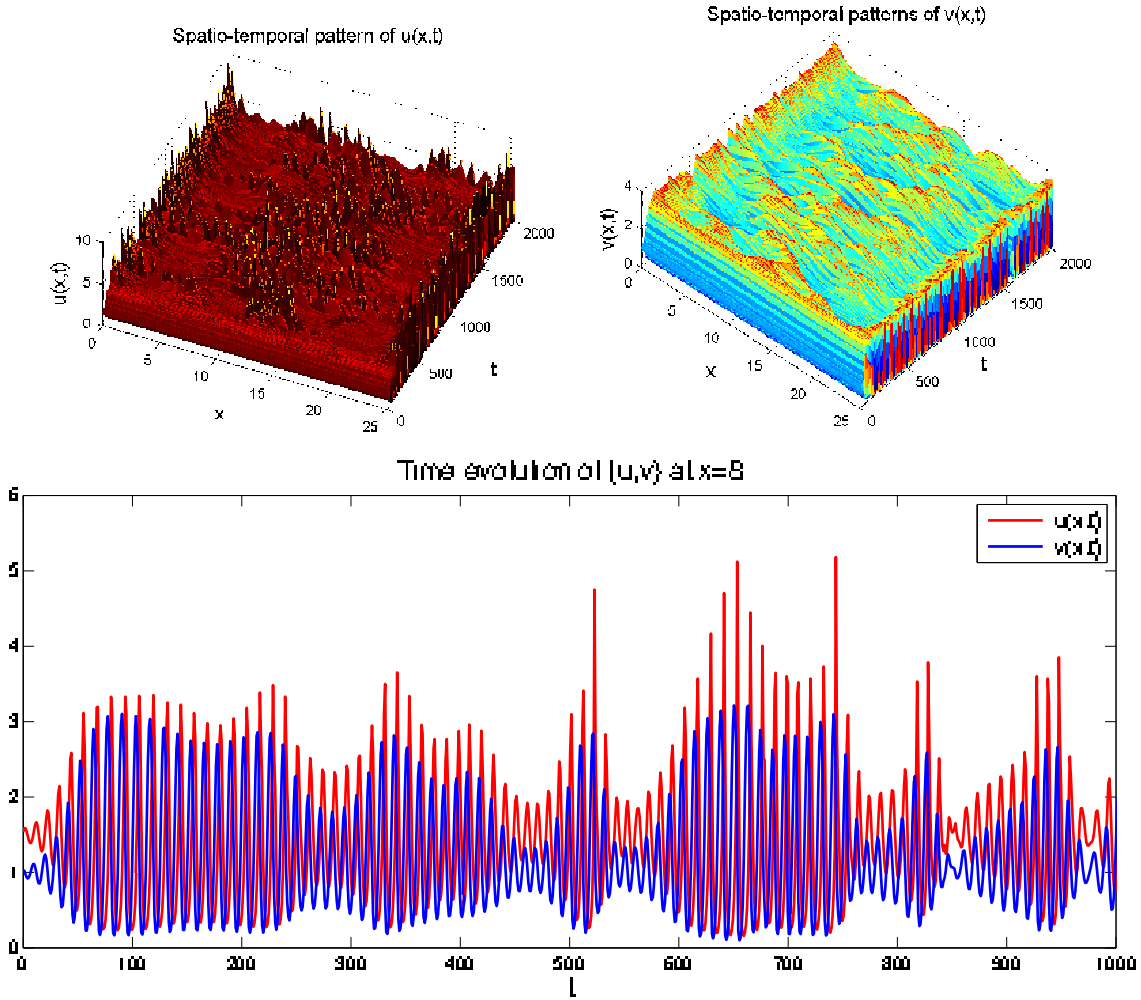 Spatio-temporal pattern of u(x,t)
10
5
0
u(x,t)
0
5
10
15
20
25
x
0
500
1000
1500
2000
t
Spatio-temporal patterns of v(x,t)
4
2
0
v(x,t)
0
5
10
15
20
25
x
0
500
1000
1500
2000
t
Time evolution of {u,v} at x=8
u(x,t)
v(x,t)
6
5
4
3
2
1
0
0 100 200 300 400 500 600 700 800 900 1000
t